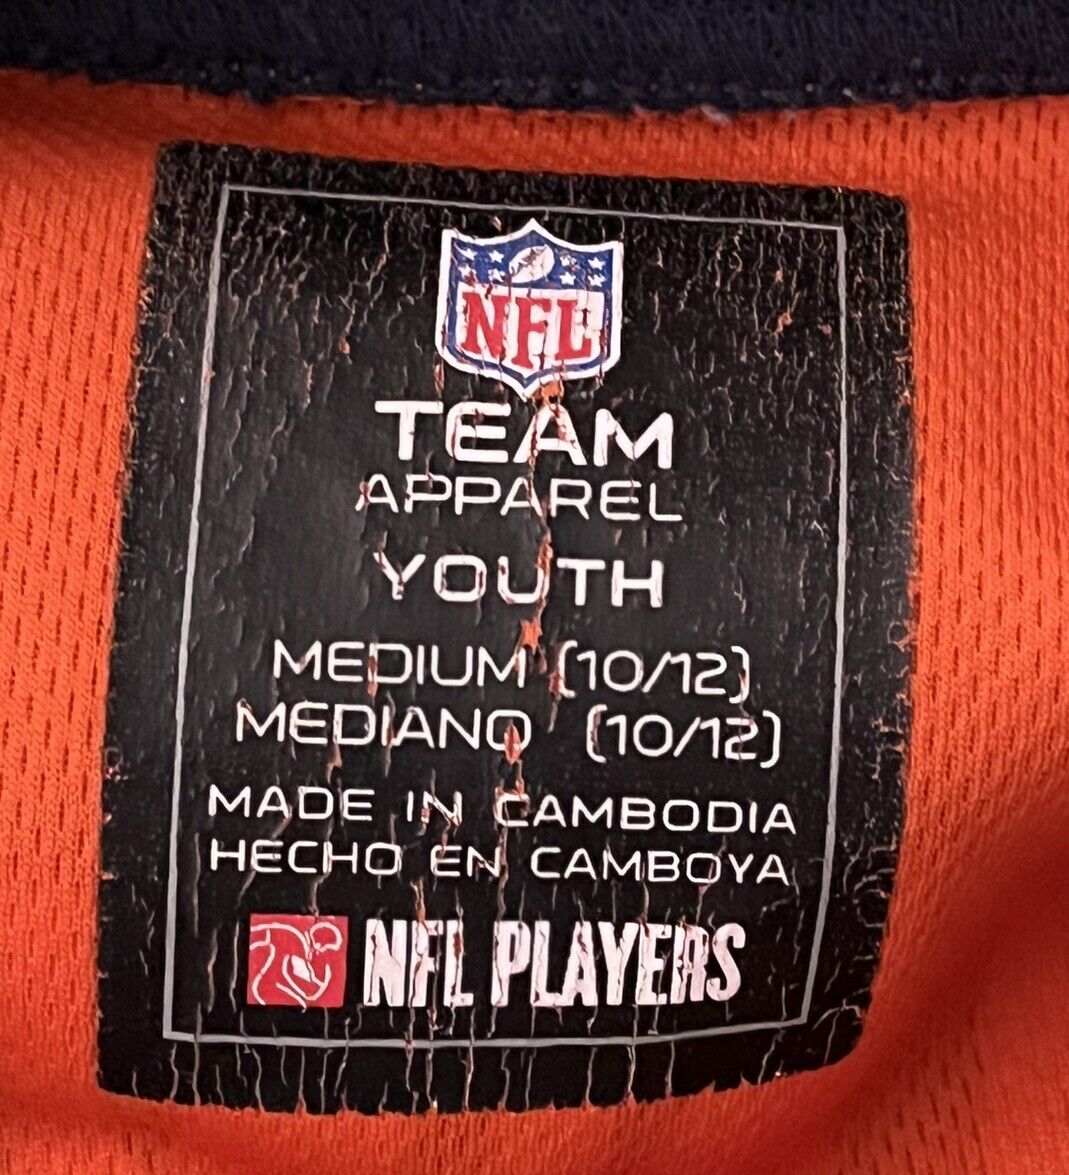 NFL
TEAM
APPAREL
YOUTH
MEDIUM (10/12)
MEDIANO (10/12)
MADE IN CAMBODIA
HECHO EN CAMBOYA
NFL PLAYERS